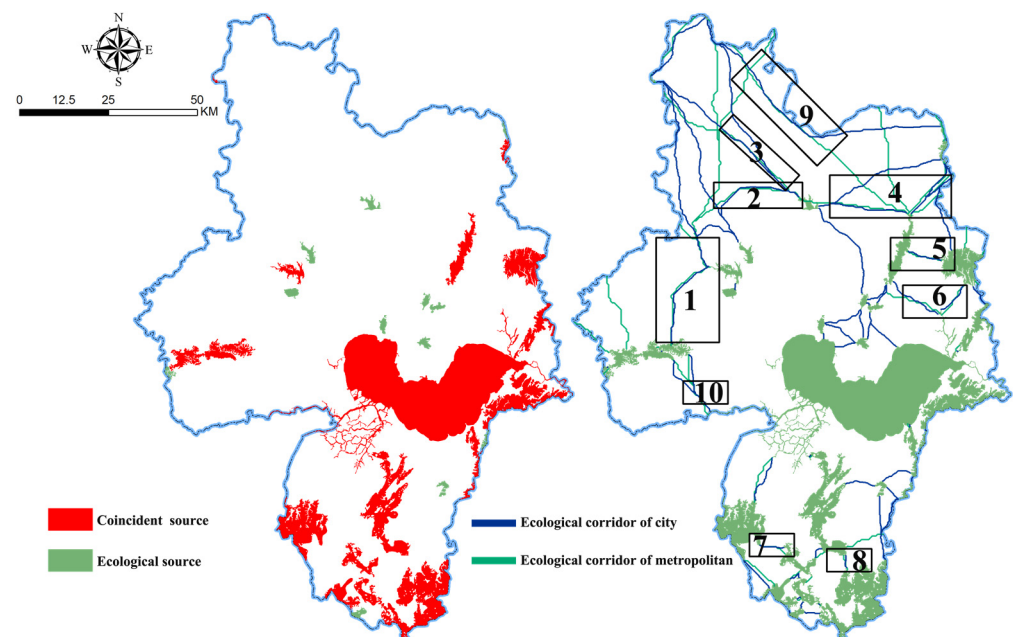 N
W E
S
0 12.5 25 50
KM
9
3
2
4
5
1
6
10
7
8
Coincident source
Ecological source
Ecological corridor of city
Ecological corridor of metropolitan